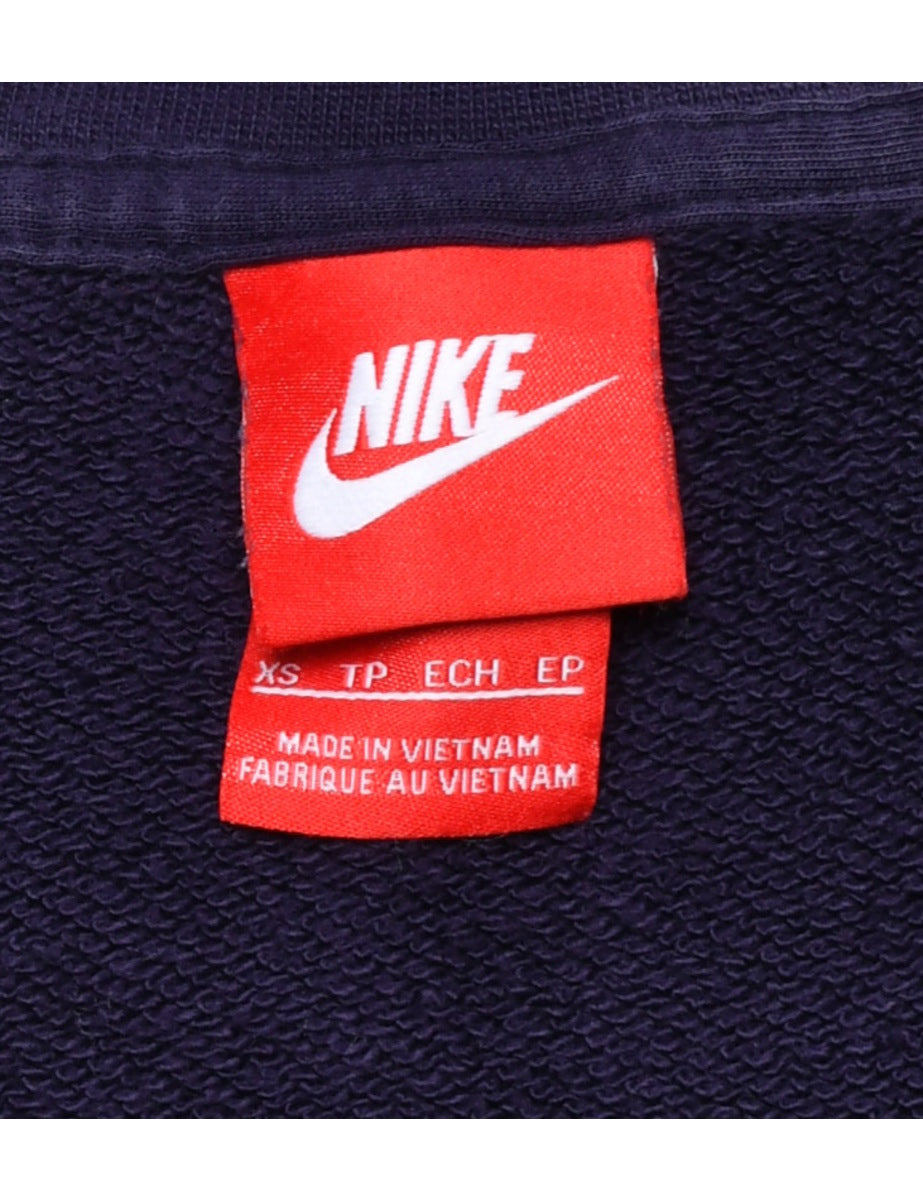 NIKE
XS TP ECH EP
MADE IN VIETNAM
FABRIQUE AU VIETNAM